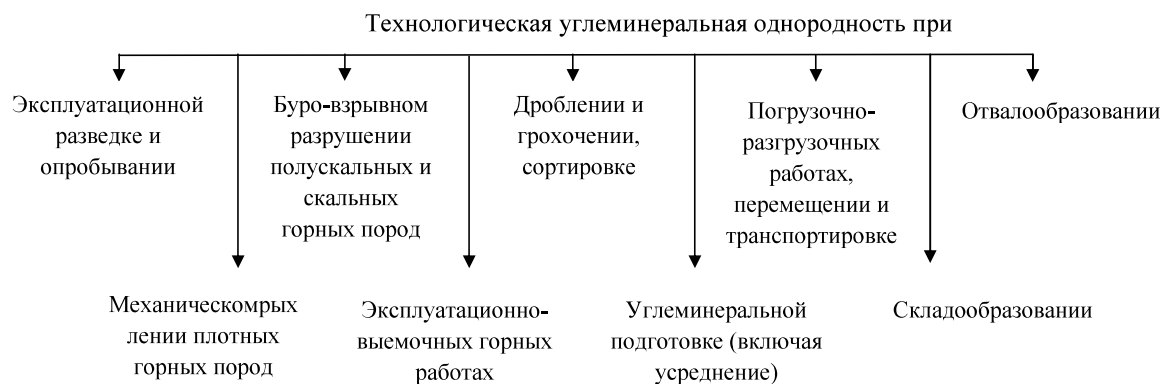 Технологическая углеминеральная однородность при
Эксплуатационной
разведке и
опробывании
Буро-взрывном
разрушении
полускальных и
скальных
горных пород
Дроблении и
грохочении,
сортировке
Погрузочно-
разгрузочных
работах,
перемещении и
транспортировке
Отвалообразовании
Механическомрых
лении плотных
горных пород
Эксплуатационно-
выемочных горных
работах
Углеминеральной
подготовке (включая
усреднение)
Складообразовании